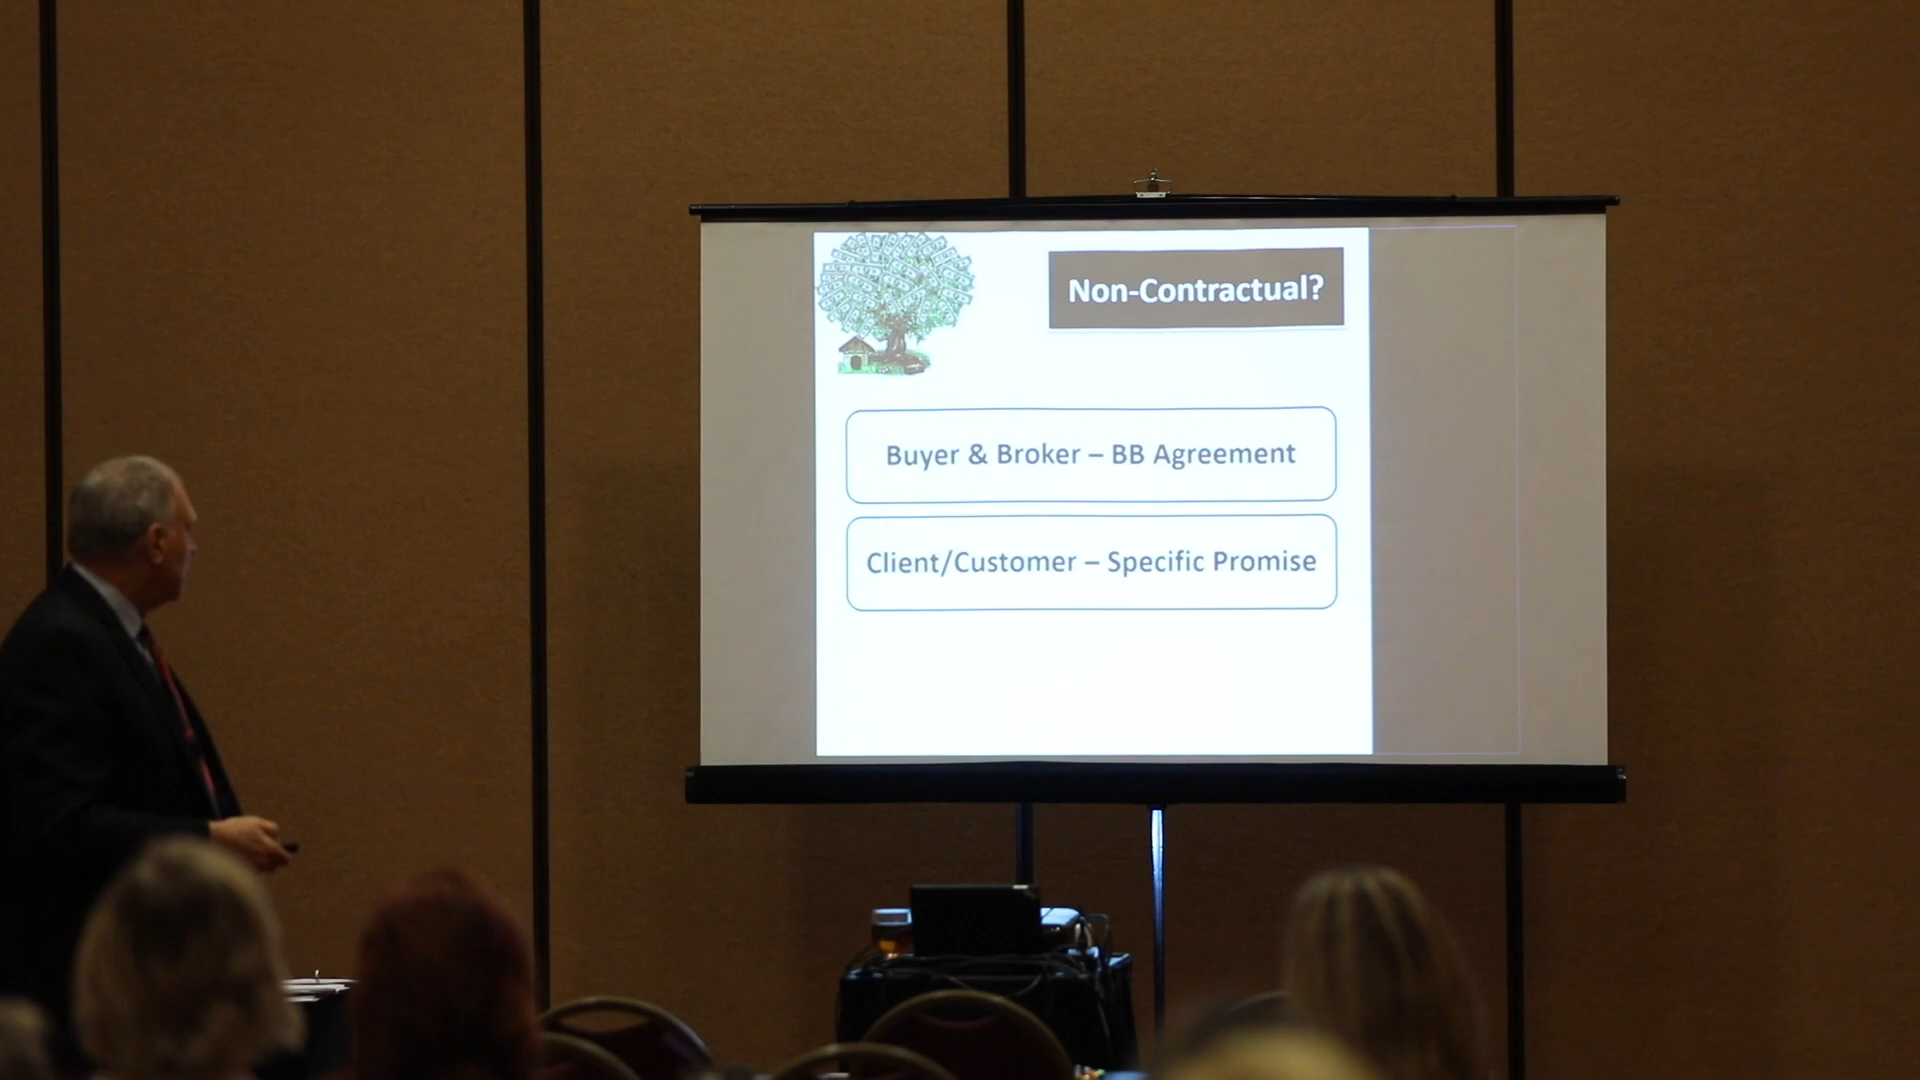 Non-Contractual?
Buyer & Broker – BB Agreement
Client/Customer – Specific Promise